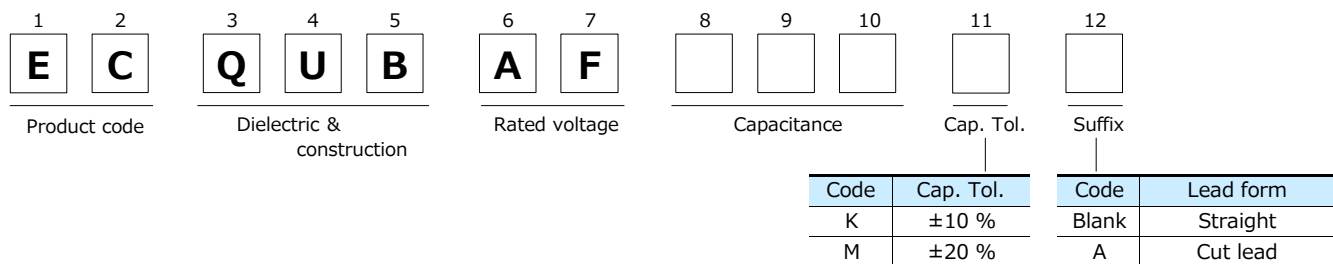 1 2 3 4 5 6 7 8 9 10 11 12
E C Q U B A F
Product code Dielectric & Rated voltage Capacitance Cap. Tol. Suffix
construction
Code Cap. Tol. Code Lead form
K ±10 % Blank Straight
M ±20 % A Cut lead